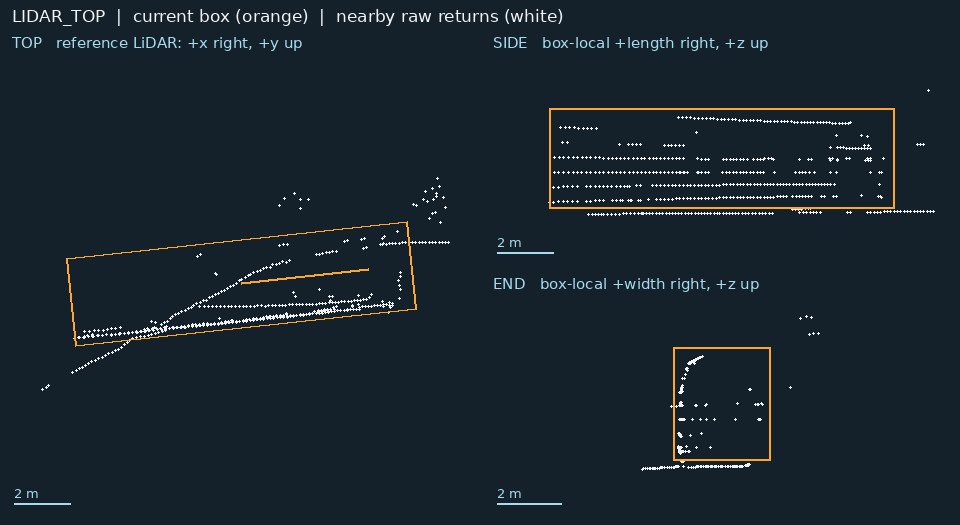 LIDAR_TOP  |  current box (orange)  |  nearby raw returns (white)
TOP   reference LiDAR: +x right, +y up
SIDE   box-local +length right, +z up
2 m
END   box-local +width right, +z up
2 m
2 m